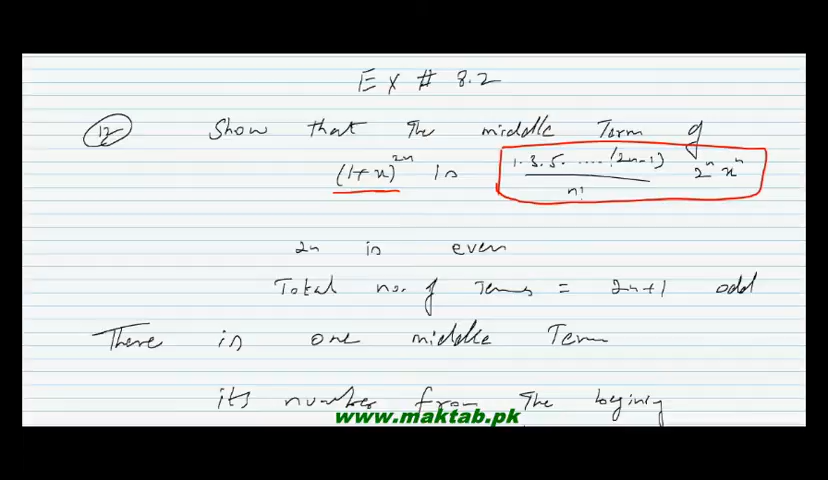 Ex # 8.2
12 Show that the middle Term of
(1+x)^2n is 1.3.5. .... (2n-1) / n! 2^n x^n
2n is even
Total no. of Terms = 2n+1 odd
There is one middle Term
its number from the begining
www.maktab.pk